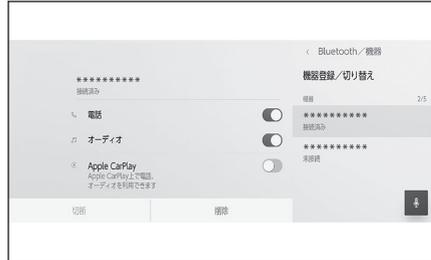 ‹ Bluetooth／機器
機器登録／切り替え
機器 2/5
**********
接続済み
**********
未接続
**********
接続済み
電話
オーディオ
Apple CarPlay
Apple CarPlay上で電話、
オーディオを利用できます
切断
削除